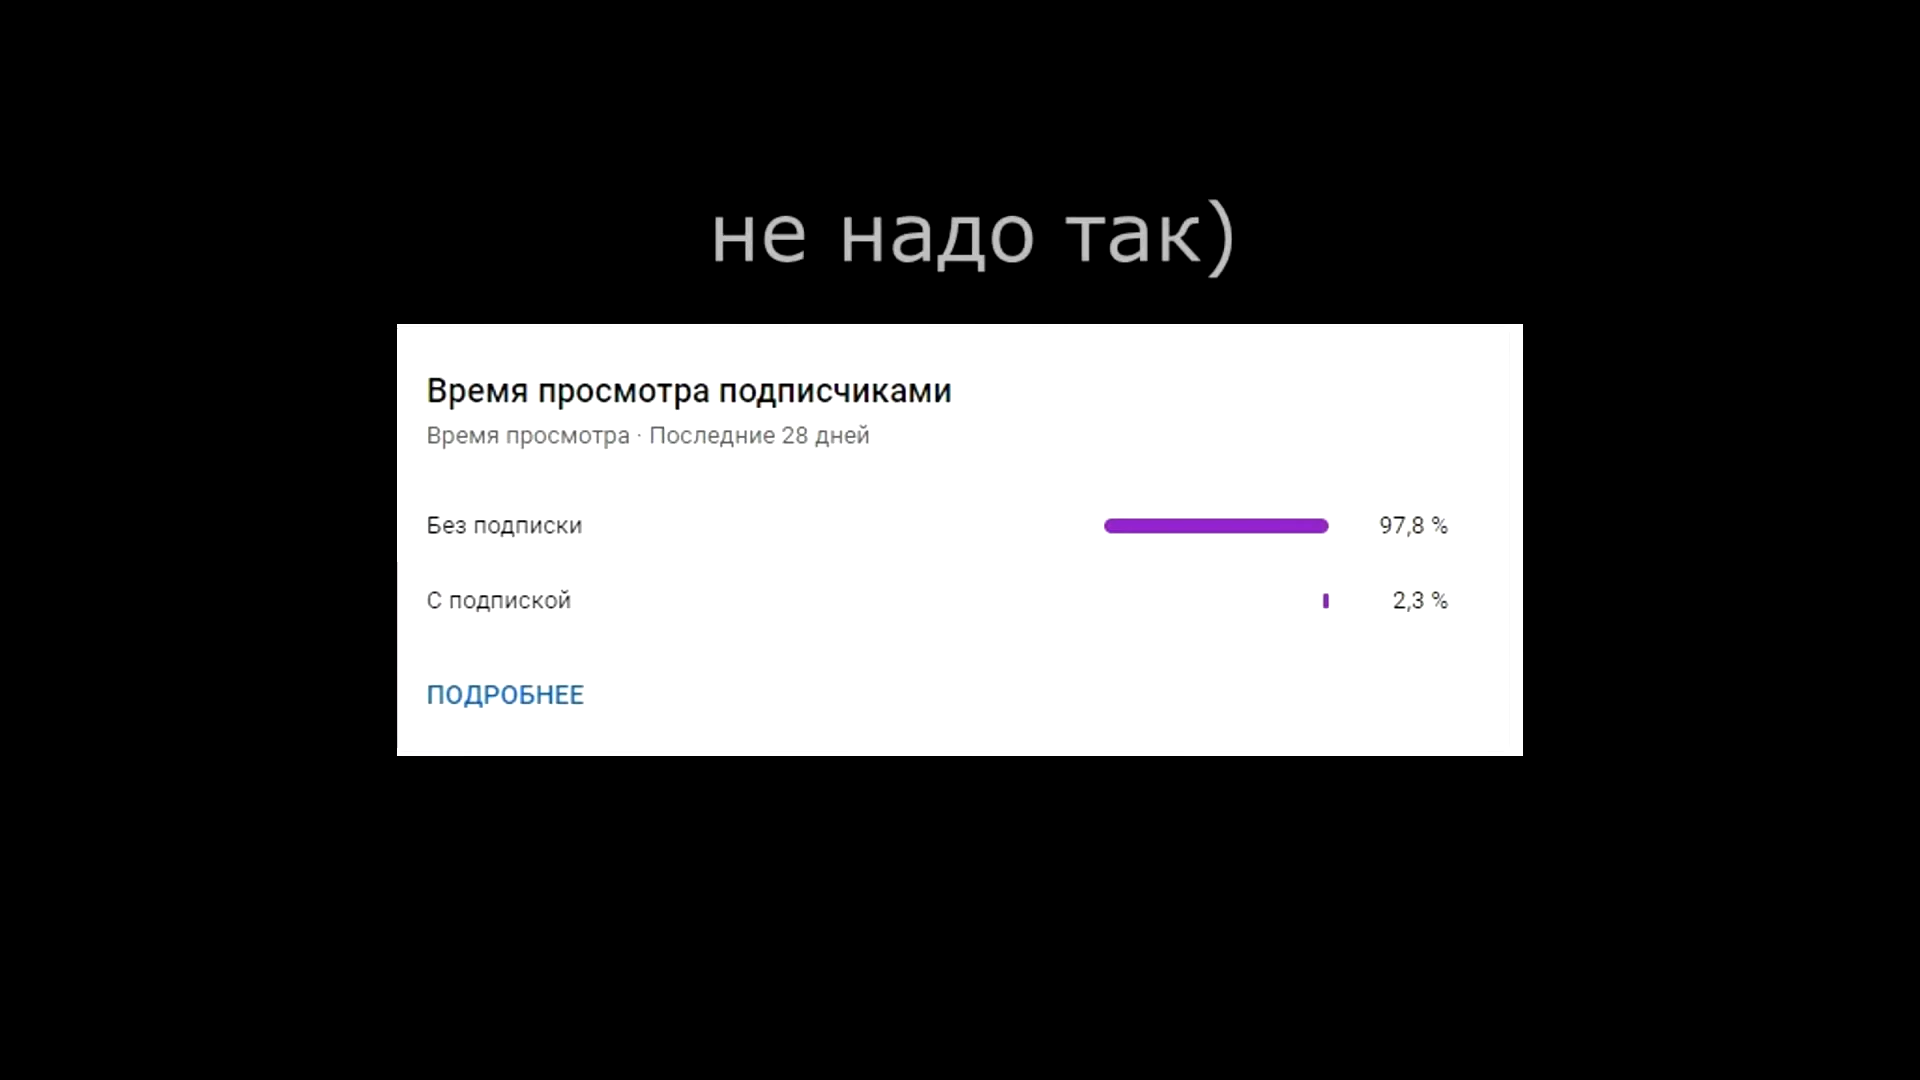 не надо так)
Время просмотра подписчиками
Время просмотра · Последние 28 дней
Без подписки 97,8 %
С подпиской 2,3 %
ПОДРОБНЕЕ